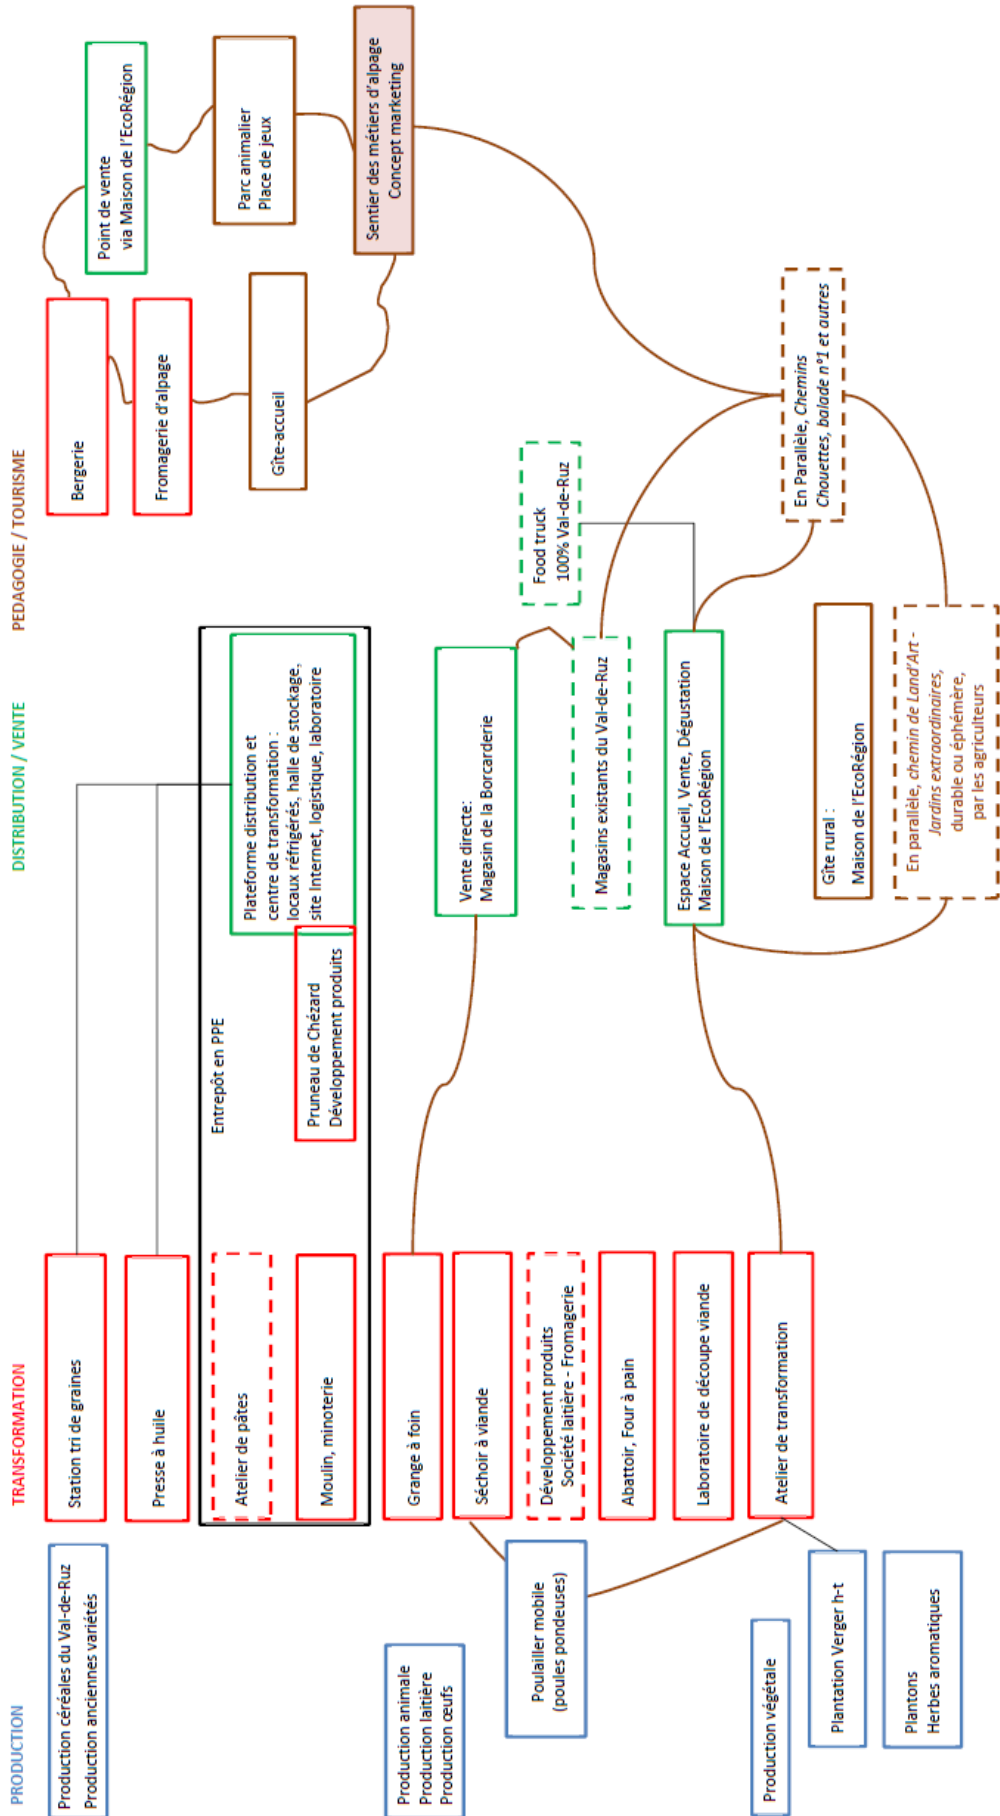 PRODUCTION
TRANSFORMATION
DISTRIBUTION / VENTE
PEDAGOGIE / TOURISME
Production céréales du Val-de-Ruz
Production anciennes variétés
Production animale
Production laitière
Production œufs
Poulailler mobile
(poules pondeuses)
Production végétale
Plantation Verger h-t
Plantons
Herbes aromatiques
Station tri de graines
Presse à huile
Atelier de pâtes
Moulin, minoterie
Grange à foin
Séchoir à viande
Développement produits
Société laitière - Fromagerie
Abattoir, Four à pain
Laboratoire de découpe viande
Atelier de transformation
Entrepôt en PPE
Pruneau de Chézard
Développement produits
Plateforme distribution et
centre de transformation :
locaux réfrigérés, halle de stockage,
site Internet, logistique, laboratoire
Vente directe:
Magasin de la Borcarderie
Magasins existants du Val-de-Ruz
Espace Accueil, Vente, Dégustation
Maison de l'EcoRégion
Food truck
100% Val-de-Ruz
Gîte rural :
Maison de l'EcoRégion
En parallèle, chemin de Land'Art -
Jardins extraordinaires,
durable ou éphémère,
par les agriculteurs
Bergerie
Fromagerie d'alpage
Gîte-accueil
Point de vente
via Maison de l'EcoRégion
Parc animalier
Place de jeux
Sentier des métiers d'alpage
Concept marketing
En Parallèle, Chemins
Chouettes, balade n°1 et autres